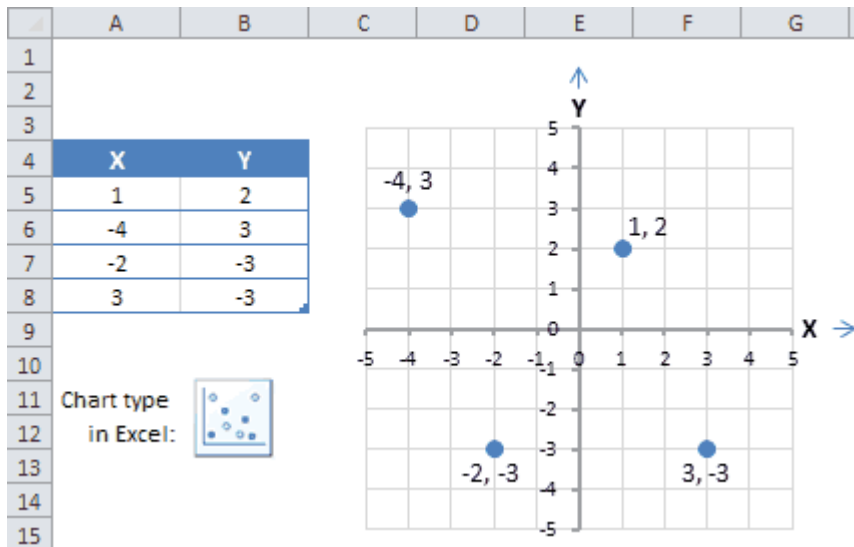 A B C D E F G
1
2
3 Y
5
4 X Y 4
-4, 3
5 1 2 3
1, 2
6 -4 3 2
7 -2 -3 1
8 3 -3
9 0 X
10 -5 -4 -3 -2 -1 0 1 2 3 4 5
-1
11 Chart type -2
12 in Excel: -3
13 -2, -3 3, -3
14 -4
15 -5